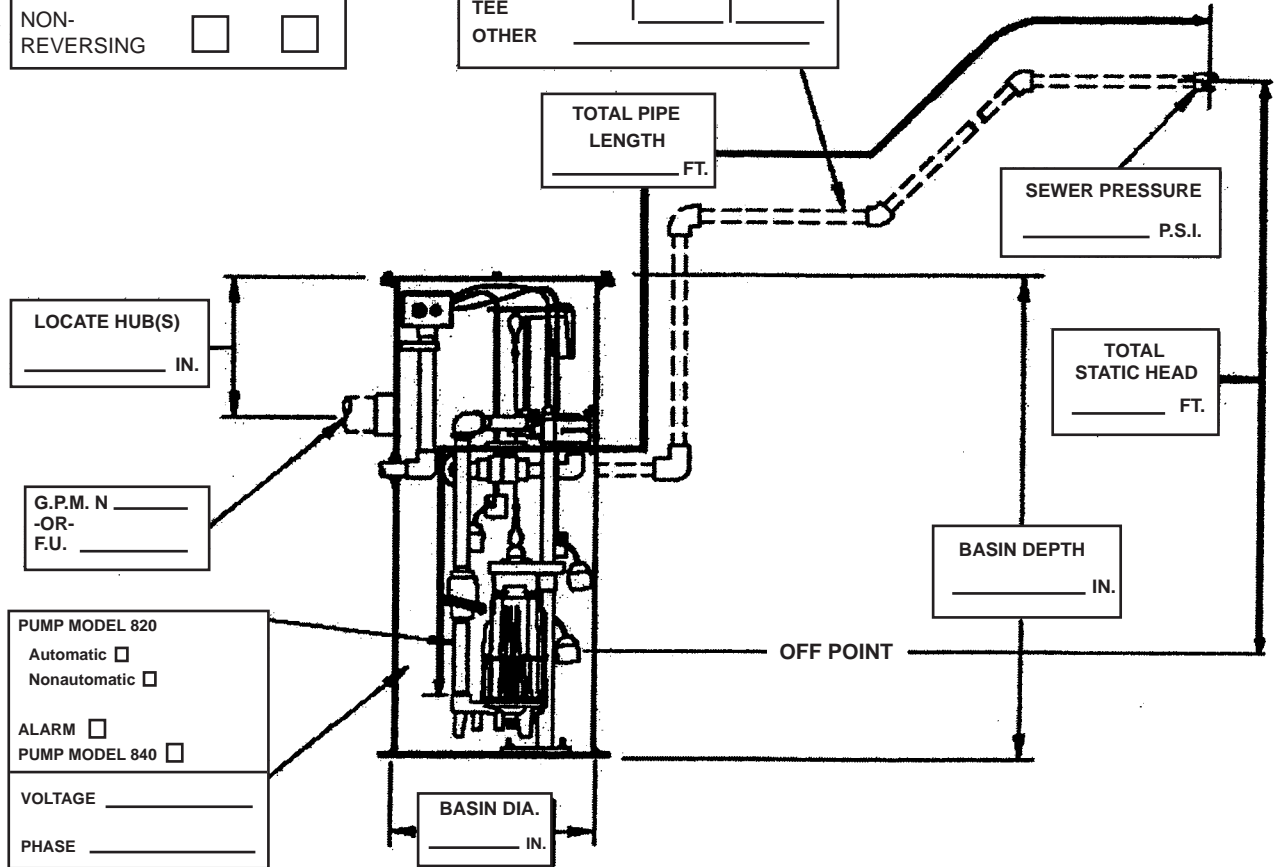 NON-
REVERSING
TEE
OTHER
TOTAL PIPE
LENGTH
FT.
SEWER PRESSURE
P.S.I.
LOCATE HUB(S)
IN.
TOTAL
STATIC HEAD
FT.
G.P.M. N
-OR-
F.U.
BASIN DEPTH
IN.
PUMP MODEL 820
Automatic
Nonautomatic
ALARM
PUMP MODEL 840
VOLTAGE
PHASE
OFF POINT
BASIN DIA.
IN.